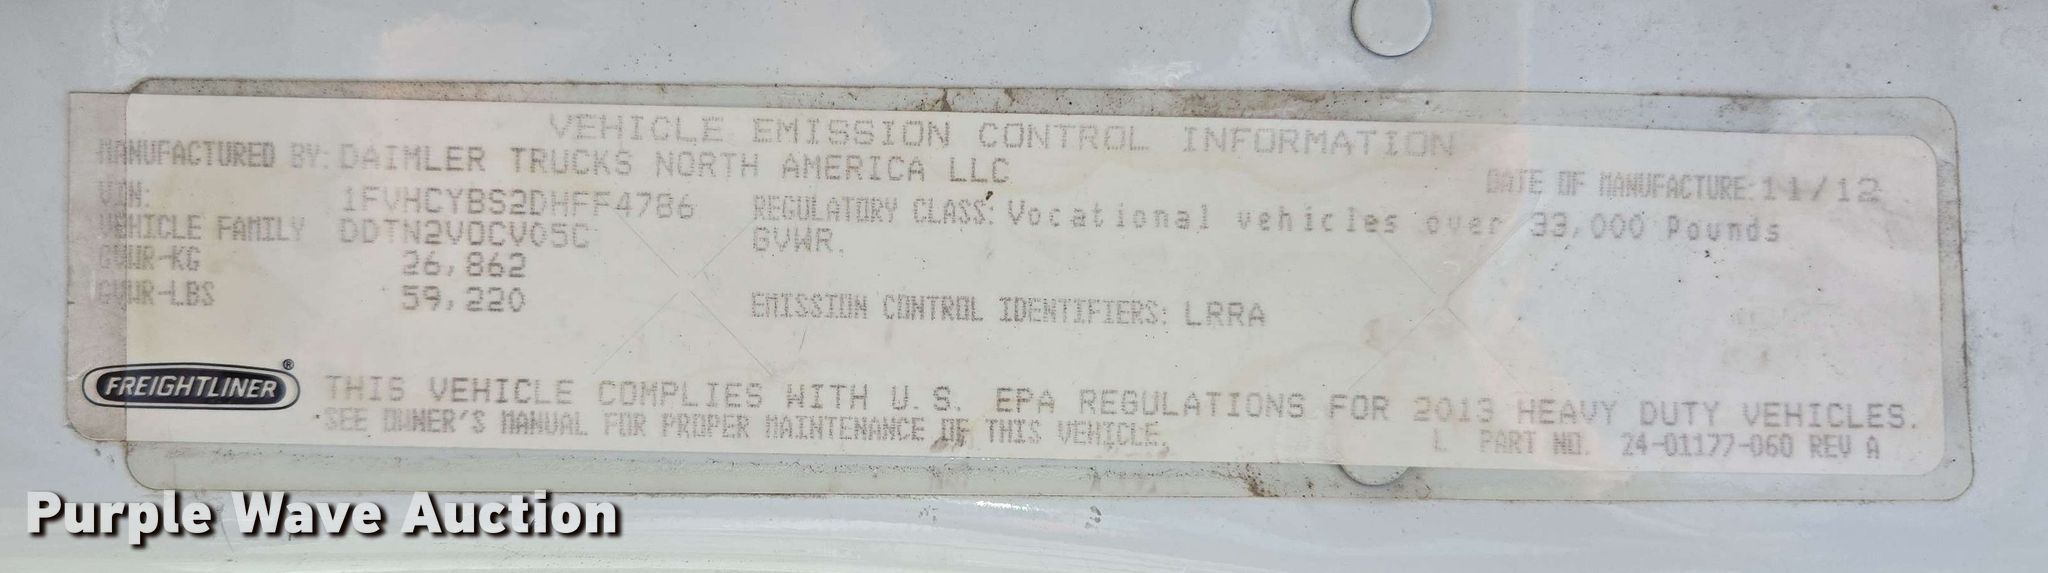 VEHICLE EMISSION CONTROL INFORMATION
MANUFACTURED BY: DAIMLER TRUCKS NORTH AMERICA LLC
DATE OF MANUFACTURE: 11/12
VIN: 1FVHCYBS2DHFF4786
REGULATORY CLASS: Vocational vehicles over 33,000 Pounds
GVWR.
VEHICLE FAMILY DDTN2VOCV05C
GVWR-KG 26,862
GVWR-LBS 59,220
EMISSION CONTROL IDENTIFIERS: LRRA
FREIGHTLINER®
THIS VEHICLE COMPLIES WITH U.S. EPA REGULATIONS FOR 2013 HEAVY DUTY VEHICLES.
SEE OWNER'S MANUAL FOR PROPER MAINTENANCE OF THIS VEHICLE.
L PART NO. 24-01177-060 REV A
Purple Wave Auction